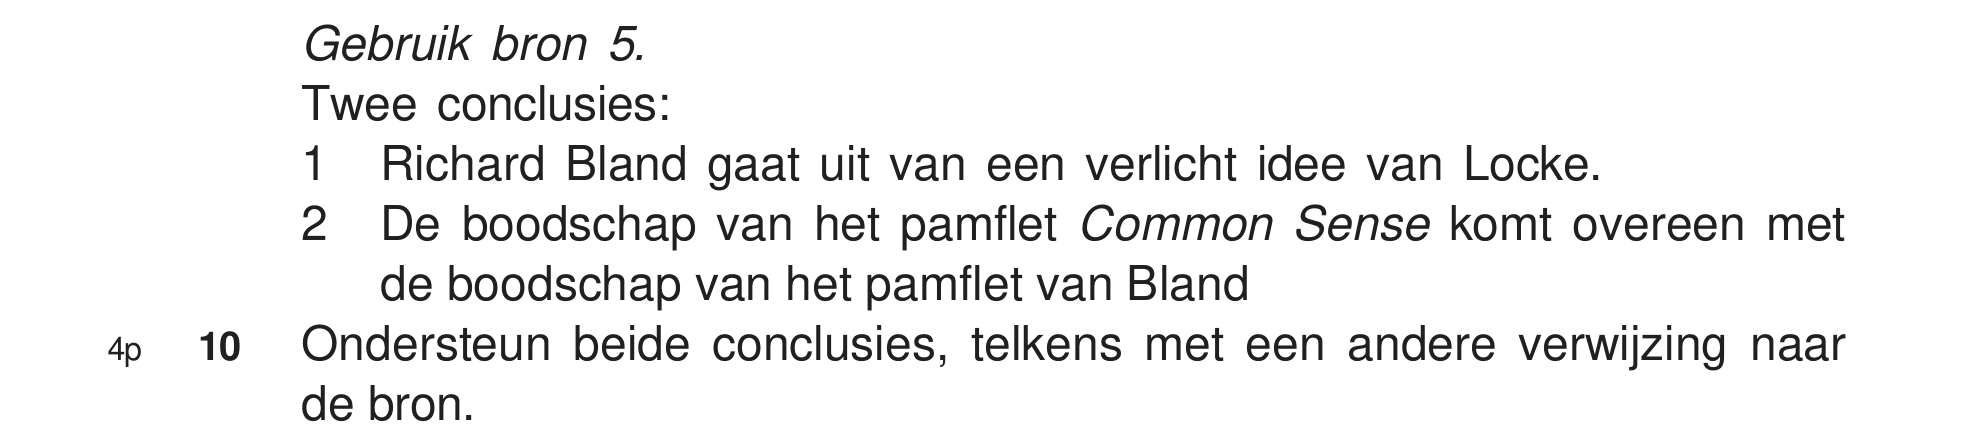 Gebruik bron 5.
Twee conclusies:
1 Richard Bland gaat uit van een verlicht idee van Locke.
2 De boodschap van het pamflet Common Sense komt overeen met
de boodschap van het pamflet van Bland
4p 10 Ondersteun beide conclusies, telkens met een andere verwijzing naar
de bron.